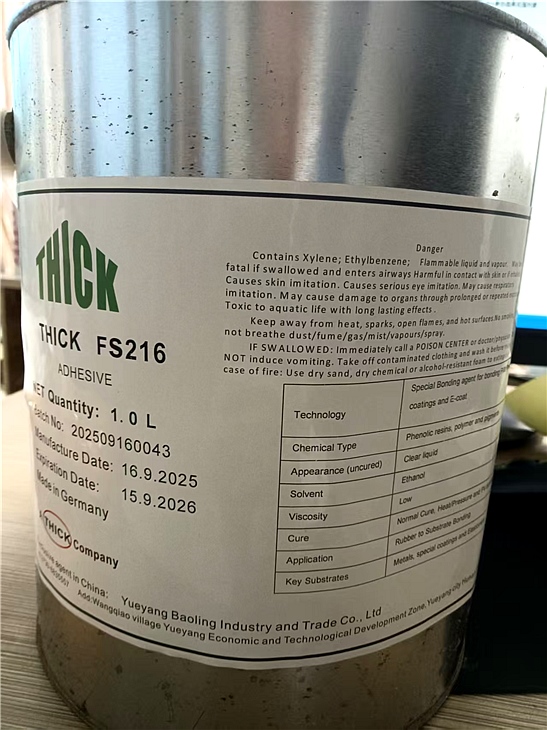 THICK
THICK FS216
ADHESIVE
NET Quantity: 1.0 L
Batch No: 202509160043
Manufacture Date: 16.9.2025
Expiration Date: 15.9.2026
Made in Germany
A THICK Company
agent in China:
Yueyang Baoling Industry and Trade Co., Ltd
Add:Wangqiao village Yueyang Economic and Technological Development Zone, Yueyang city
Danger
Contains Xylene; Ethylbenzene; Flammable liquid and vapour.
fatal if swallowed and enters airways Harmful in contact with skin or
Causes skin imitation. Causes serious eye imitation. May cause respiratory
imitation. May cause damage to organs through prolonged or repeated
Toxic to aquatic life with long lasting effects.
Keep away from heat, sparks, open flames, and hot surfaces.No
not breathe dust/fume/gas/mist/vapours/spray.
IF SWALLOWED: Immediately call a POISON CENTER or doctor/
NOT induce vomiting. Take off contaminated clothing and wash it before
case of fire: Use dry sand, dry chemical or alcohol-resistant foam to
Technology
Special Bonding agent for bonding
coatings and E-coat
Chemical Type
Phenolic resins, polymer and
Appearance (uncured)
Clear liquid
Solvent
Ethanol
Viscosity
Low
Cure
Normal Cure, Heat/Pressure and
Application
Rubber to Substrate Bonding
Key Substrates
Metals, special coatings and